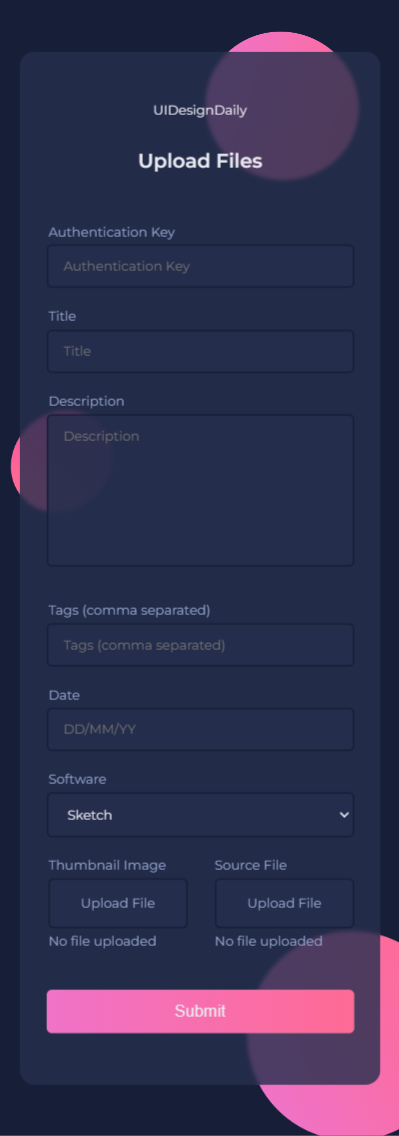 UIDesignDaily
Upload Files
Authentication Key
Authentication Key
Title
Title
Description
Description
Tags (comma separated)
Tags (comma separated)
Date
DD/MM/YY
Software
Sketch
Thumbnail Image Source File
Upload File Upload File
No file uploaded No file uploaded
Submit